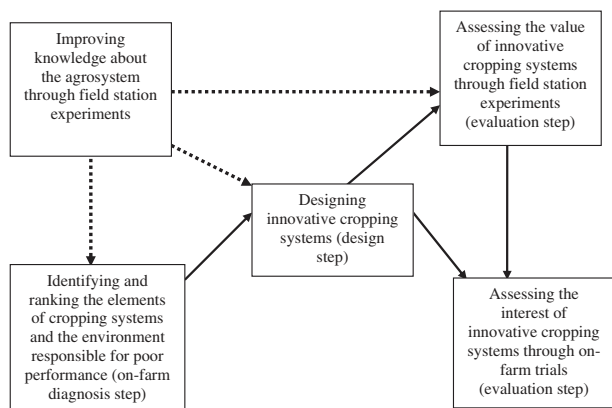 Improving
knowledge about
the agrosystem
through field station
experiments
Assessing the value
of innovative
cropping systems
through field station
experiments
(evaluation step)
Designing
innovative cropping
systems (design
step)
Identifying and
ranking the elements
of cropping systems
and the environment
responsible for poor
performance (on-farm
diagnosis step)
Assessing the
interest of
innovative cropping
systems through on-
farm trials
(evaluation step)